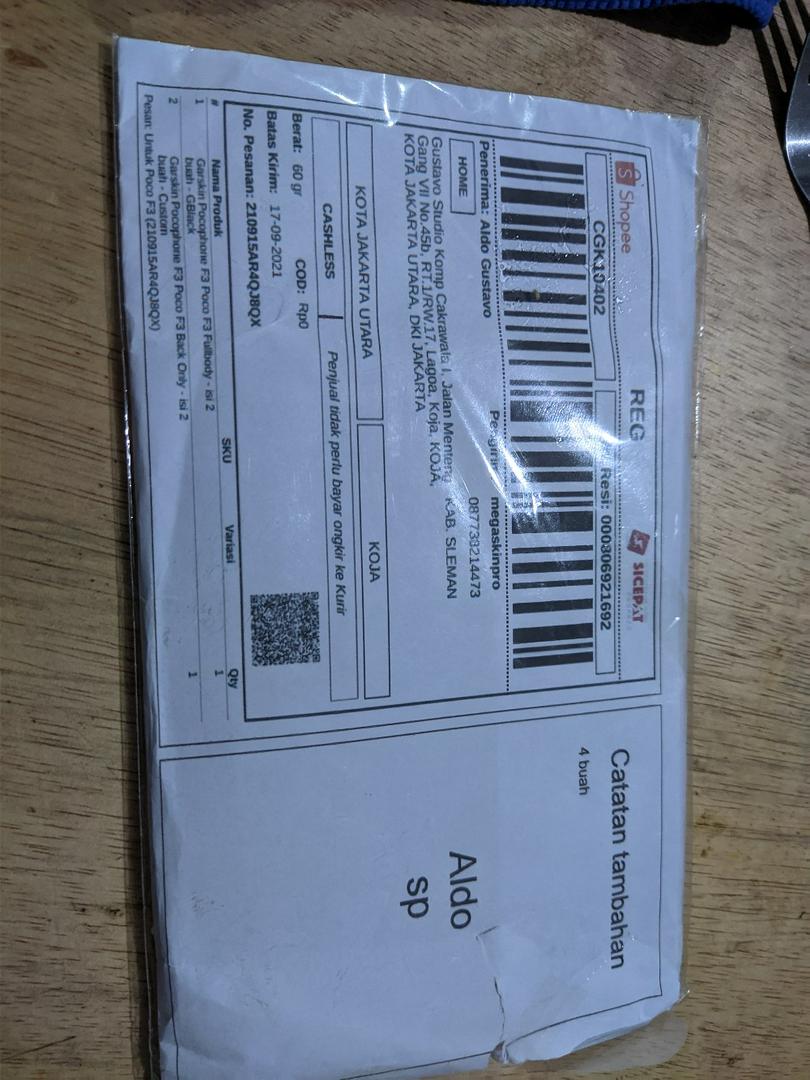 Shopee REG SICEPAT
EKSPRES
CGK19402 Resi: 000806921692
Penerima: Aldo Gustavo megaskinpro
HOME 087738214473
Gustavo Studio Komp Cakrawala I, Jalan Menteng KAB. SLEMAN
Gang VII No.45b, RT.1/RW.17, Lagoa, Koja, KOJA,
KOTA JAKARTA UTARA, DKI JAKARTA
KOTA JAKARTA UTARA KOJA
CASHLESS Penjual tidak perlu bayar ongkir ke Kurir
Berat: 60 gr COD: Rp0
Batas Kirim: 17-09-2021
No. Pesanan: 210915AR4QJ8QX
# Nama Produk SKU Variasi Qty
1 Garskin Pocophone F3 Poco F3 Fullbody - isi 2 1
buah - GBlack
2 Garskin Pocophone F3 Poco F3 Back Only - isi 2 1
buah - Custom
Pesan: Untuk Poco F3 (210915AR4QJ8QX)
Catatan tambahan
4 buah
Aldo
sp